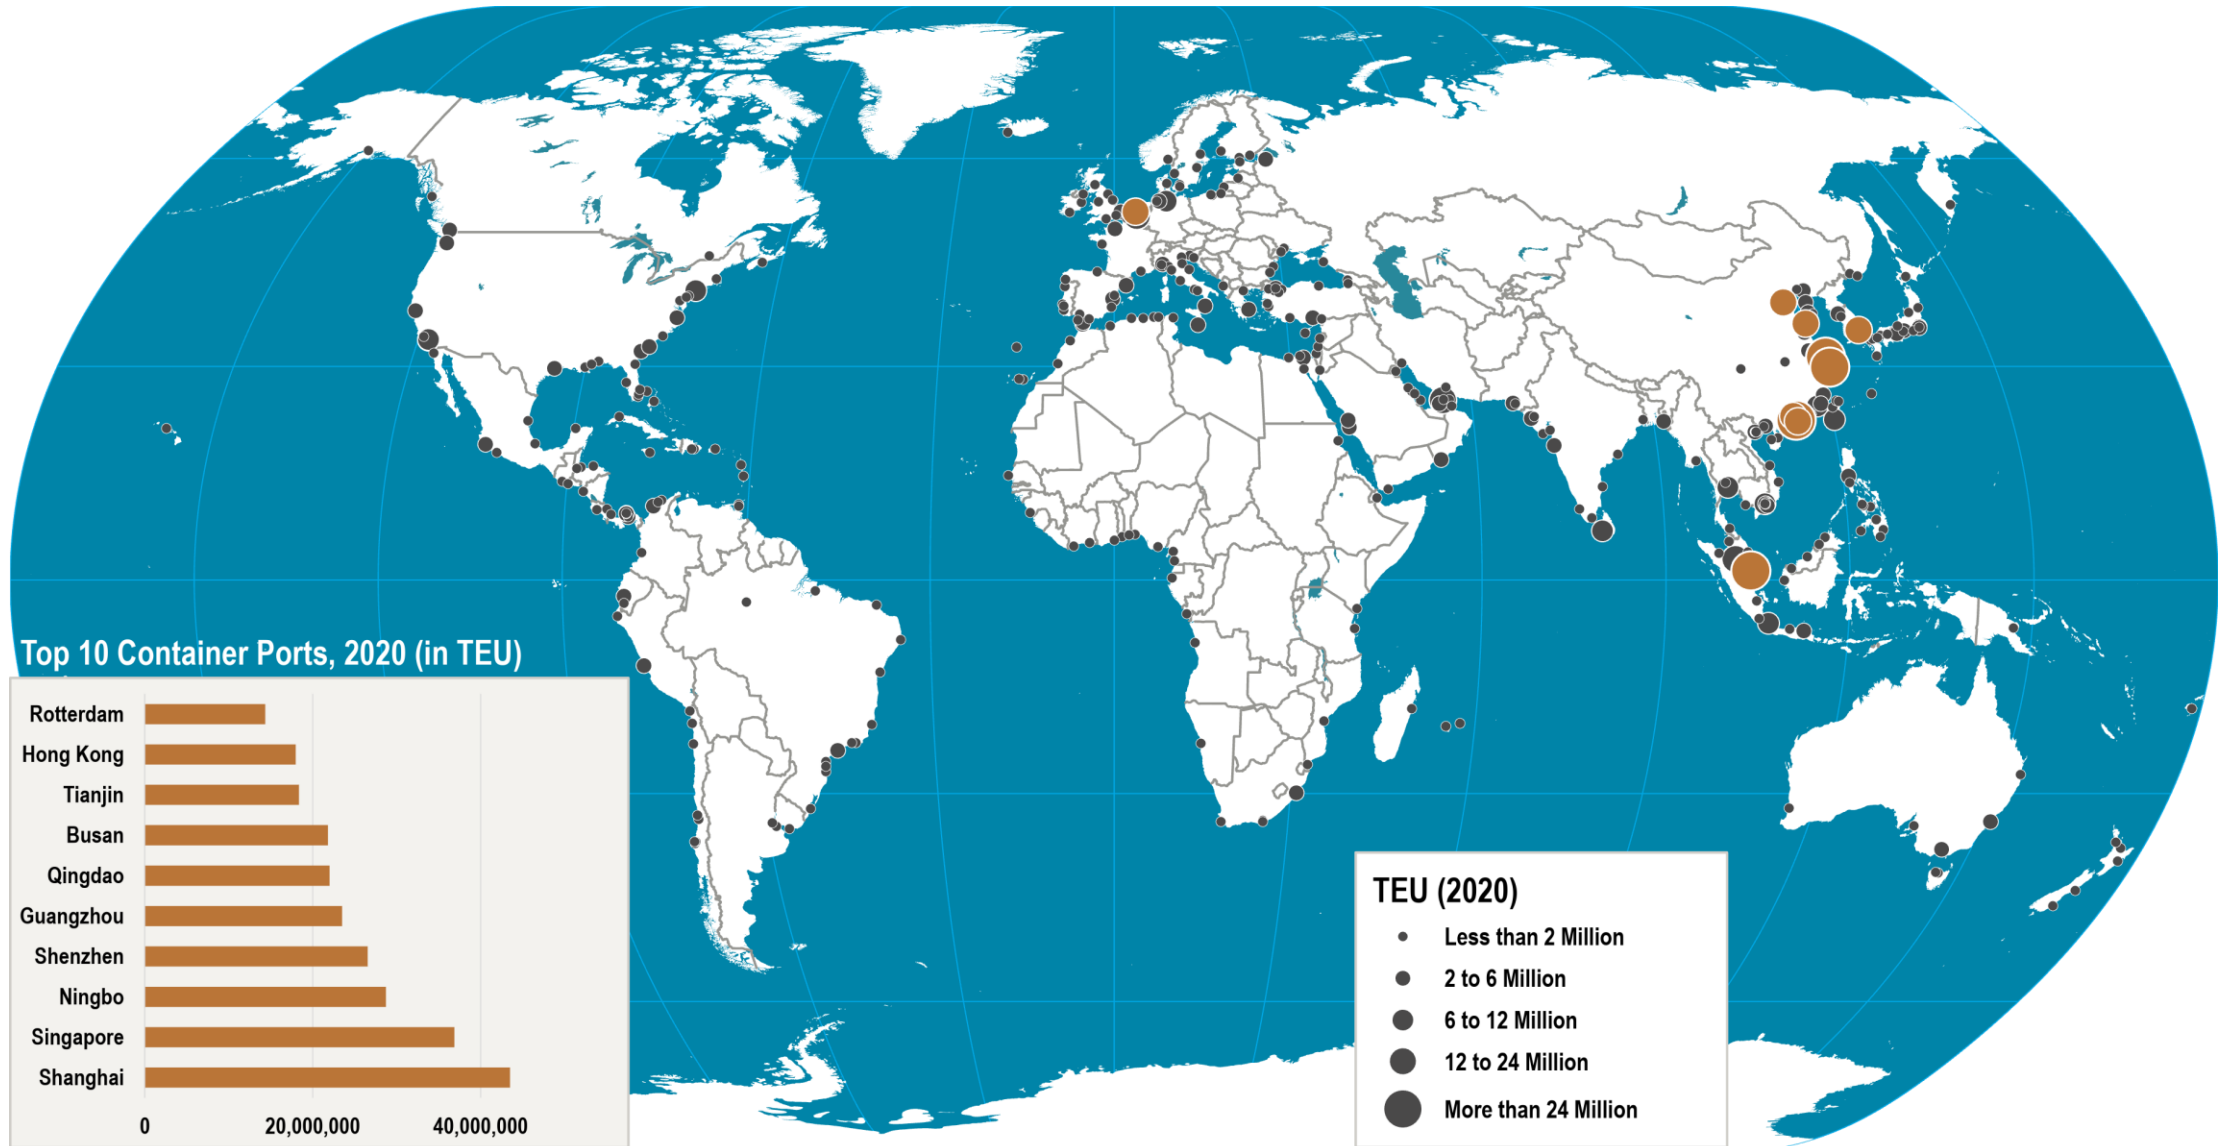 Top 10 Container Ports, 2020 (in TEU)
Rotterdam
Hong Kong
Tianjin
Busan
Qingdao
Guangzhou
Shenzhen
Ningbo
Singapore
Shanghai
0 20,000,000 40,000,000
TEU (2020)
Less than 2 Million
2 to 6 Million
6 to 12 Million
12 to 24 Million
More than 24 Million